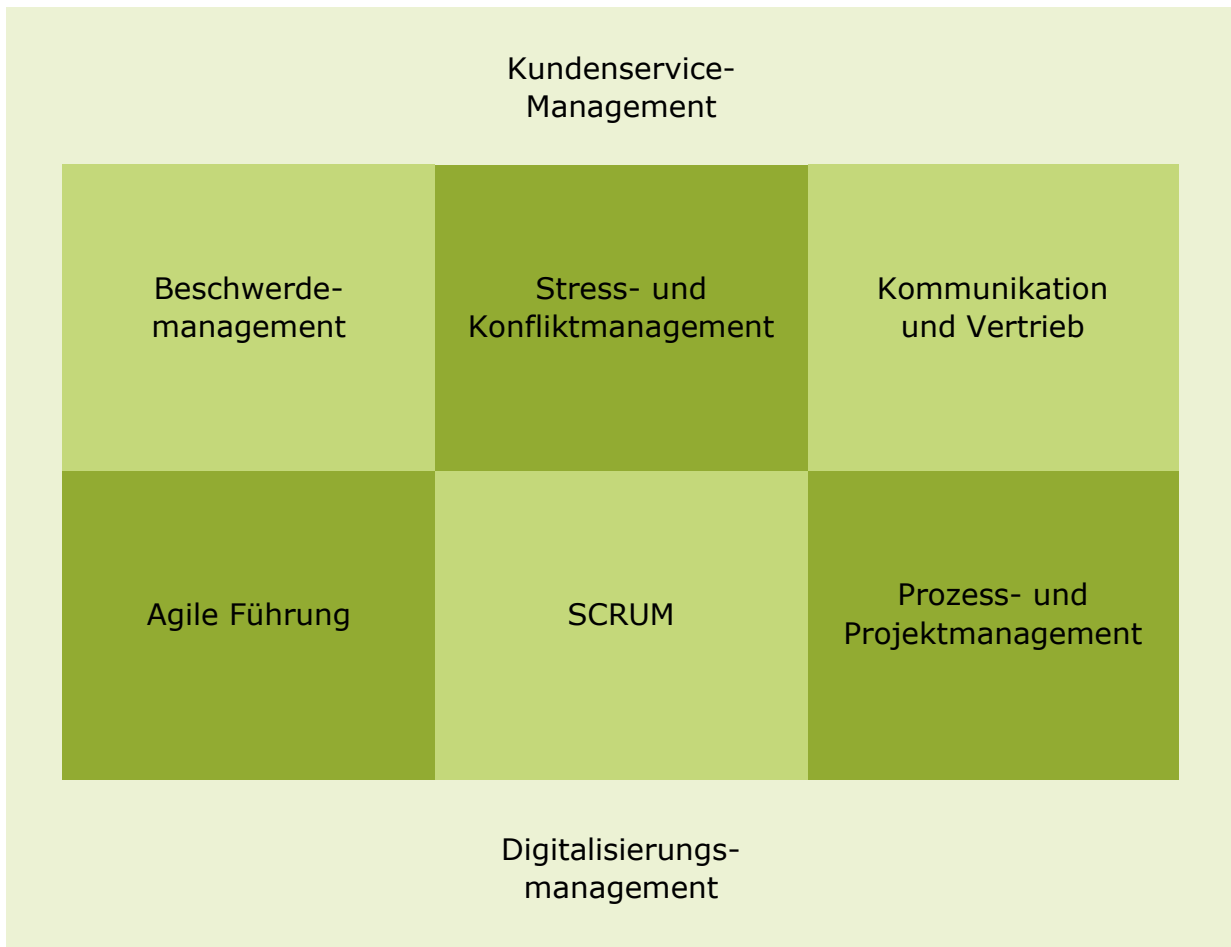 Kundenservice-
Management
Beschwerde-
management
Stress- und
Konfliktmanagement
Kommunikation
und Vertrieb
Agile Führung
SCRUM
Prozess- und
Projektmanagement
Digitalisierungs-
management